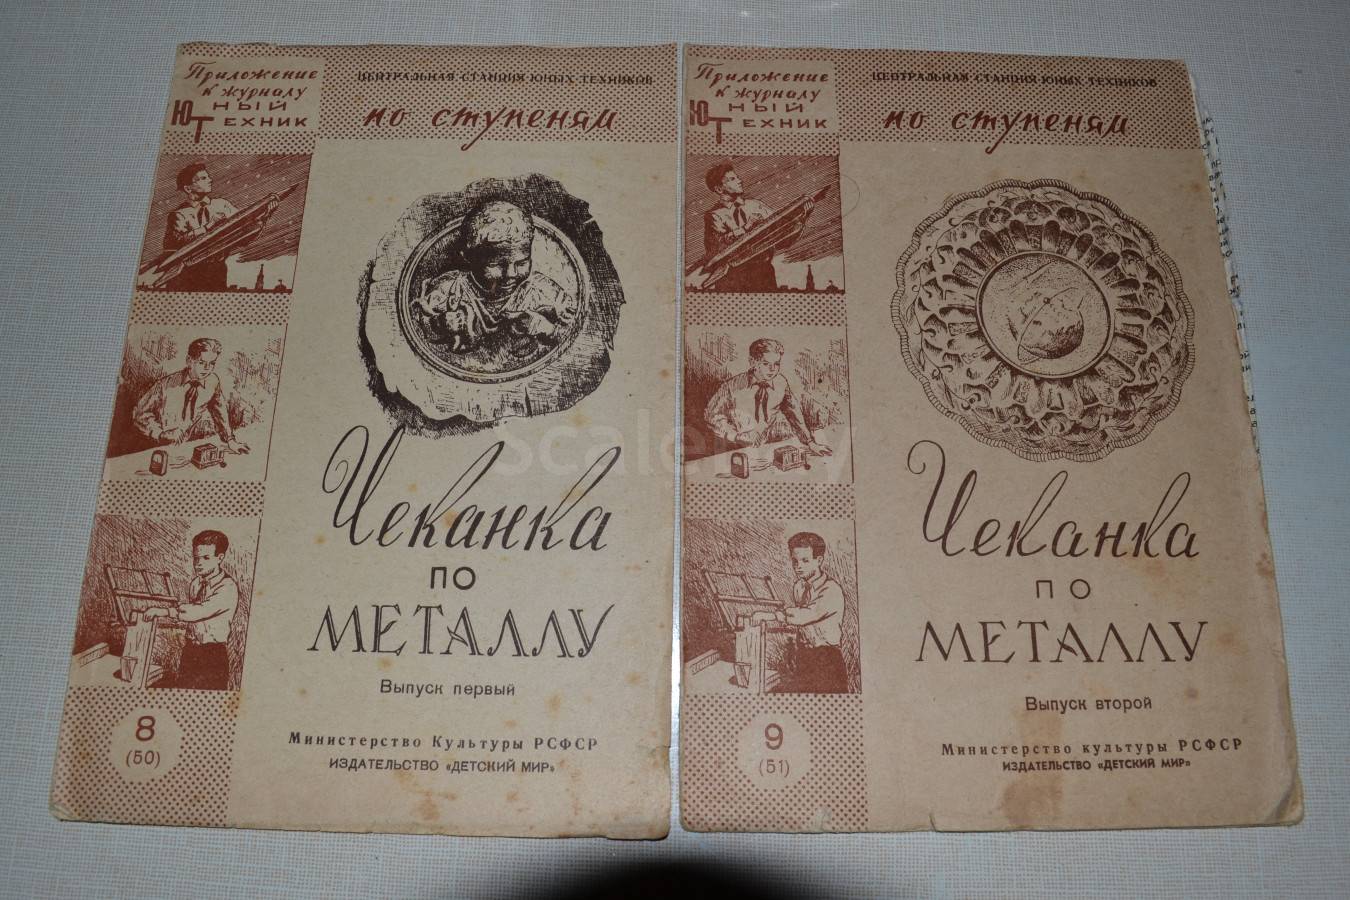 Приложение
к журналу
Юный
Техник
ЦЕНТРАЛЬНАЯ СТАНЦИЯ ЮНЫХ ТЕХНИКОВ
по ступеням
Чеканка
ПО
МЕТАЛЛУ
Выпуск первый
8
(50)
Министерство Культуры РСФСР
ИЗДАТЕЛЬСТВО «ДЕТСКИЙ МИР»
Приложение
к журналу
Юный
Техник
ЦЕНТРАЛЬНАЯ СТАНЦИЯ ЮНЫХ ТЕХНИКОВ
по ступеням
Чеканка
ПО
МЕТАЛЛУ
Выпуск второй
9
(51)
Министерство культуры РСФСР
ИЗДАТЕЛЬСТВО «ДЕТСКИЙ МИР»